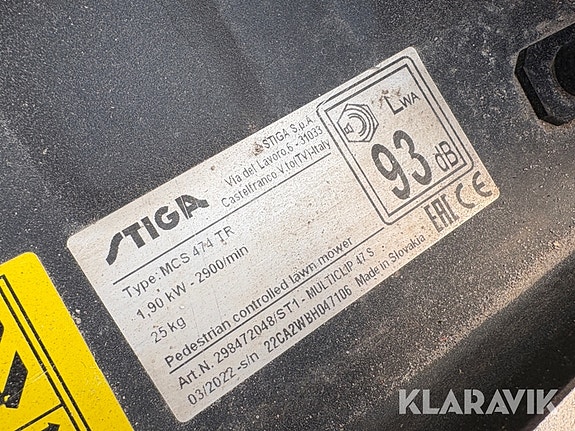 STIGA
STIGA S.p.A.
Via del Lavoro,6 - 31033
Castelfranco V.to(TV)-Italy
LWA
93 dB
Type: MCS 474 TR
1,90 kW - 2900/min
25 kg
EAC CE
Pedestrian controlled lawn mower
Art.N. 298472048/ST1 - MULTICLIP 47 S
03/2022 -s/n 22CA2WBH047106 Made in Slovakia
KLARAVIK
KLARAVIK